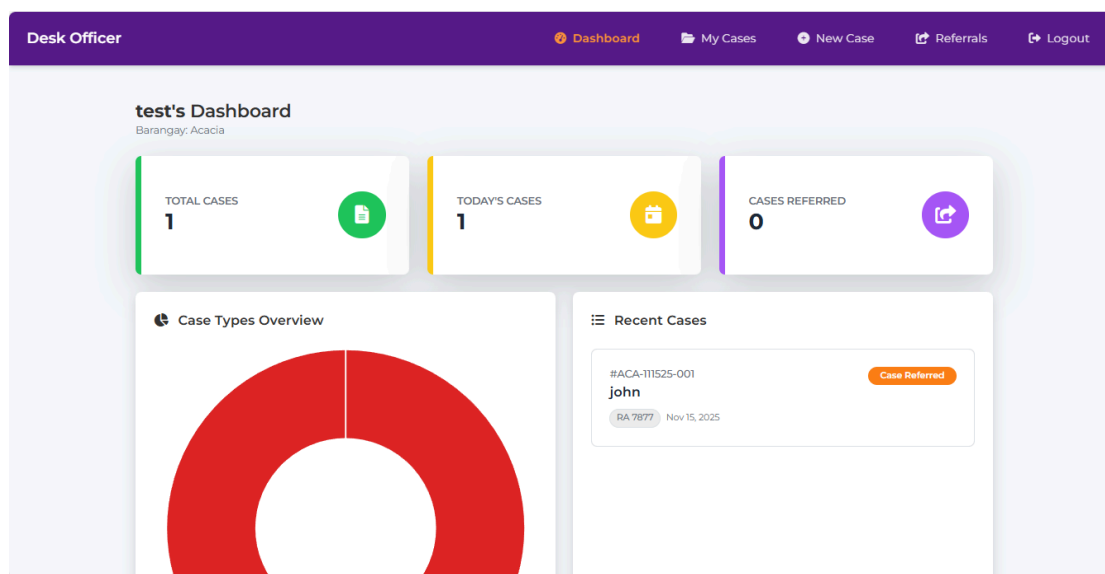 Desk Officer
Dashboard
My Cases
New Case
Referrals
Logout
test's Dashboard
Barangay: Acacia
TOTAL CASES
1
TODAY'S CASES
1
CASES REFERRED
0
Case Types Overview
Recent Cases
#ACA-111525-001
Case Referred
john
RA 7877 Nov 15, 2025